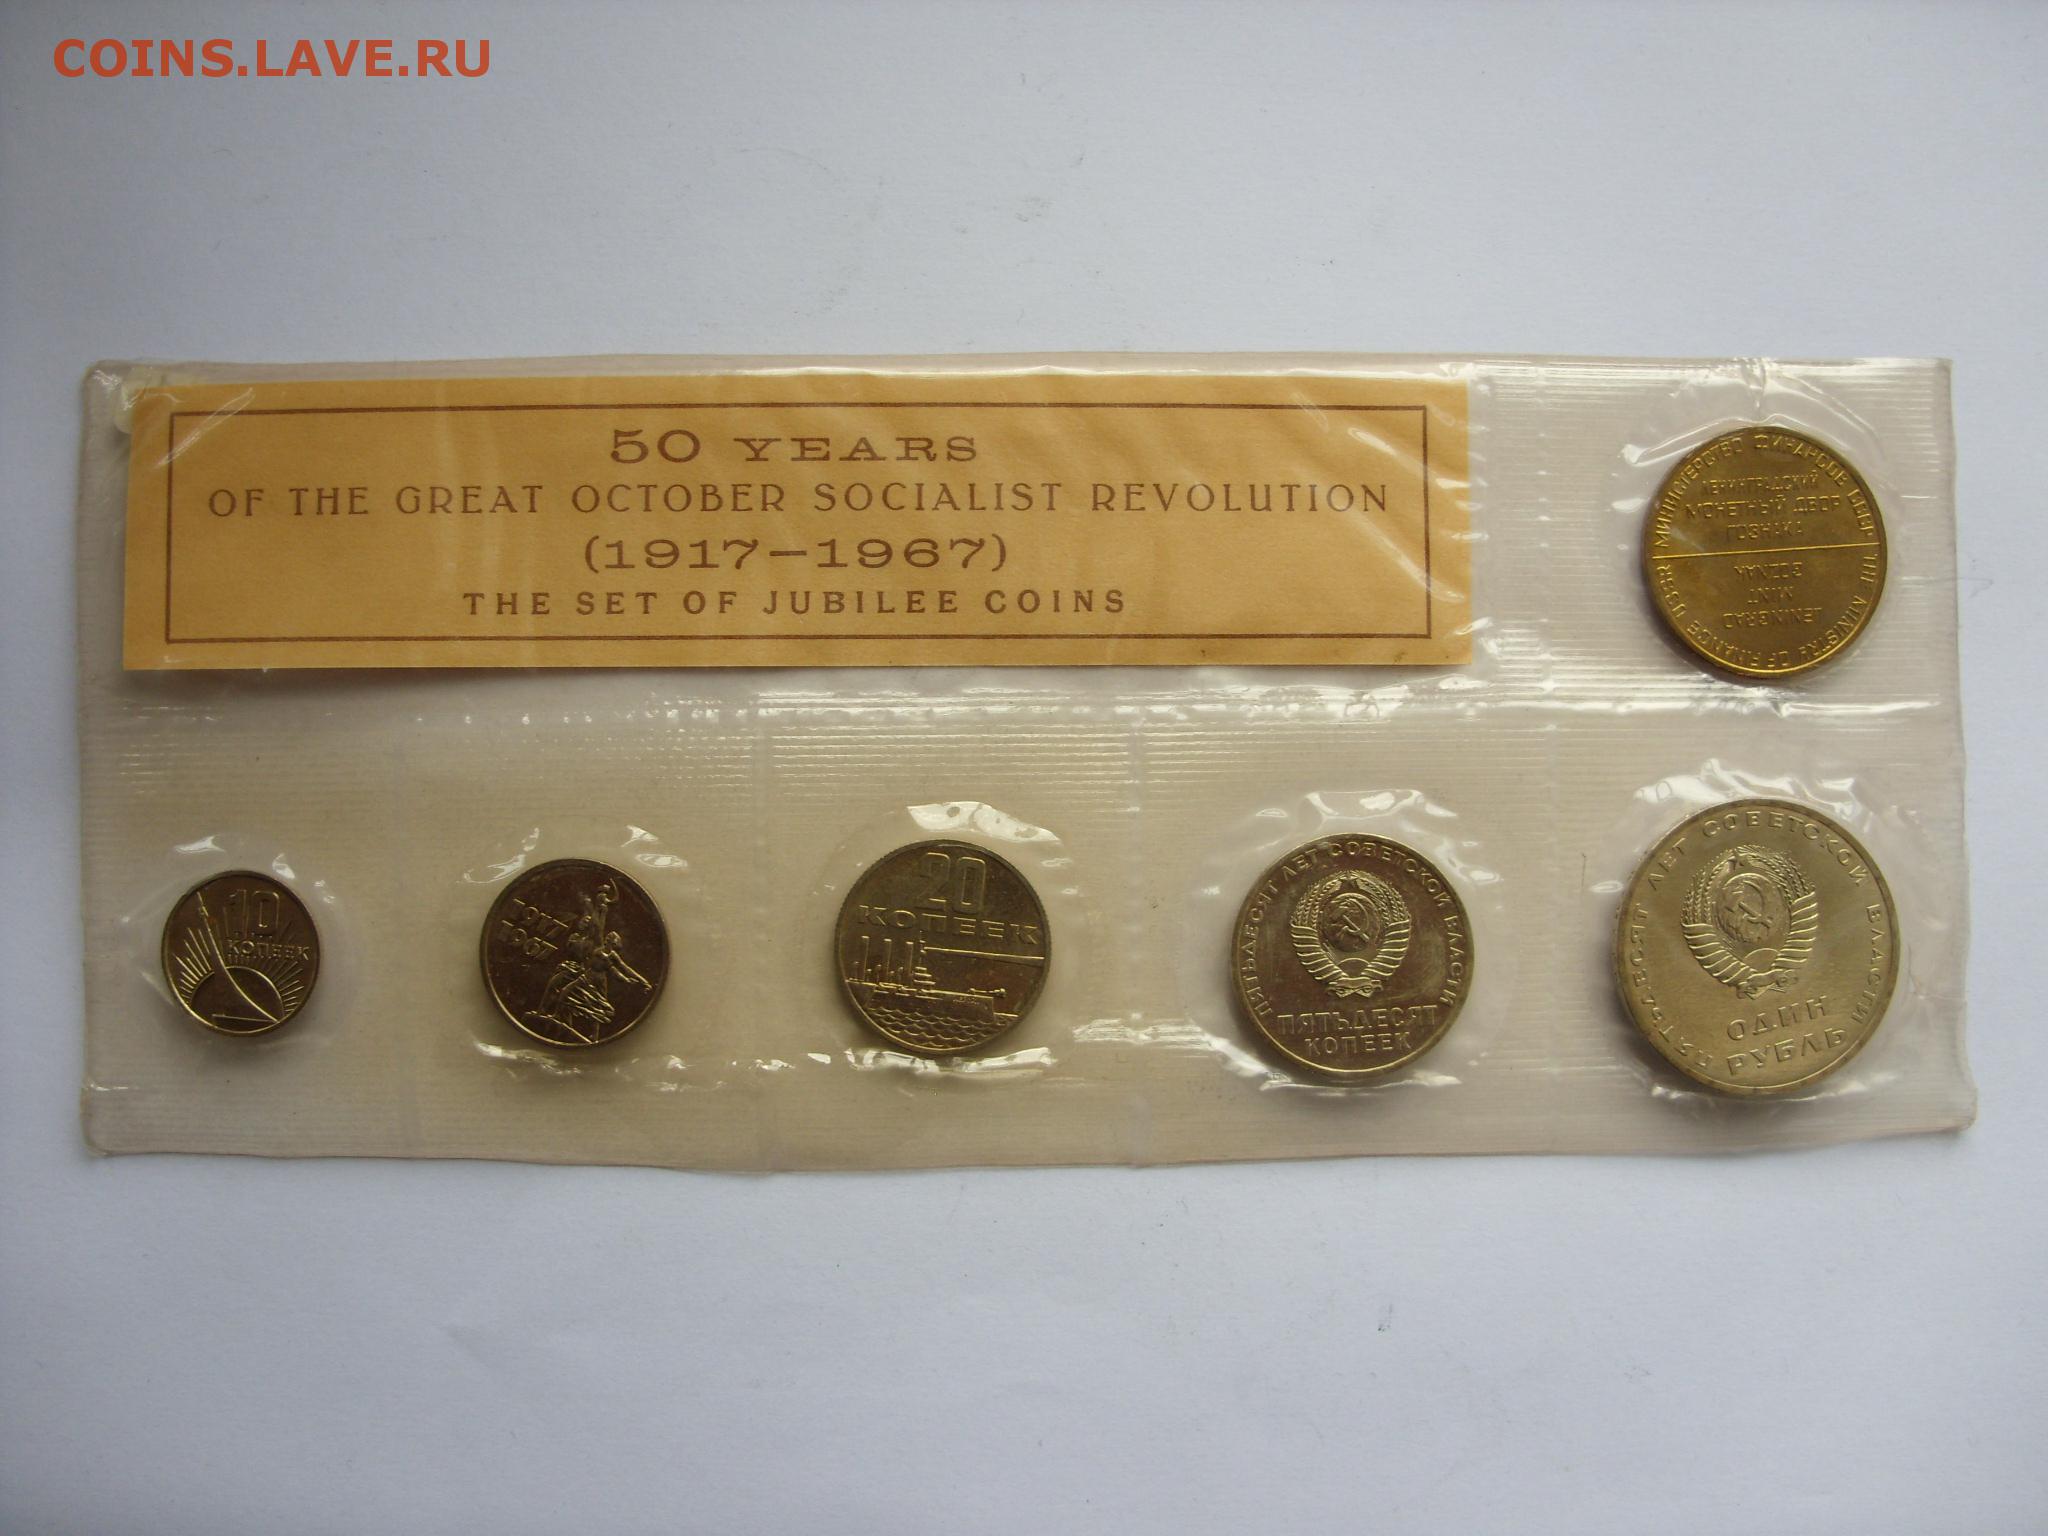 COINS.LAVE.RU
50 YEARS
OF THE GREAT OCTOBER SOCIALIST REVOLUTION
(1917–1967)
THE SET OF JUBILEE COINS
МИНИСТЕРСТВО ФИНАНСОВ СССР
ЛЕНИНГРАДСКИЙ
МОНЕТНЫЙ ДВОР
ГОЗНАКА
THE MINISTRY OF FINANCE USSR
LENINGRAD
MINT
GOZNAK
10
КОПЕЕК
1917
1967
20
КОПЕЕК
ПЯТЬДЕСЯТ ЛЕТ СОВЕТСКОЙ ВЛАСТИ
ПЯТЬДЕСЯТ
КОПЕЕК
ПЯТЬДЕСЯТ ЛЕТ СОВЕТСКОЙ ВЛАСТИ
ОДИН
РУБЛЬ